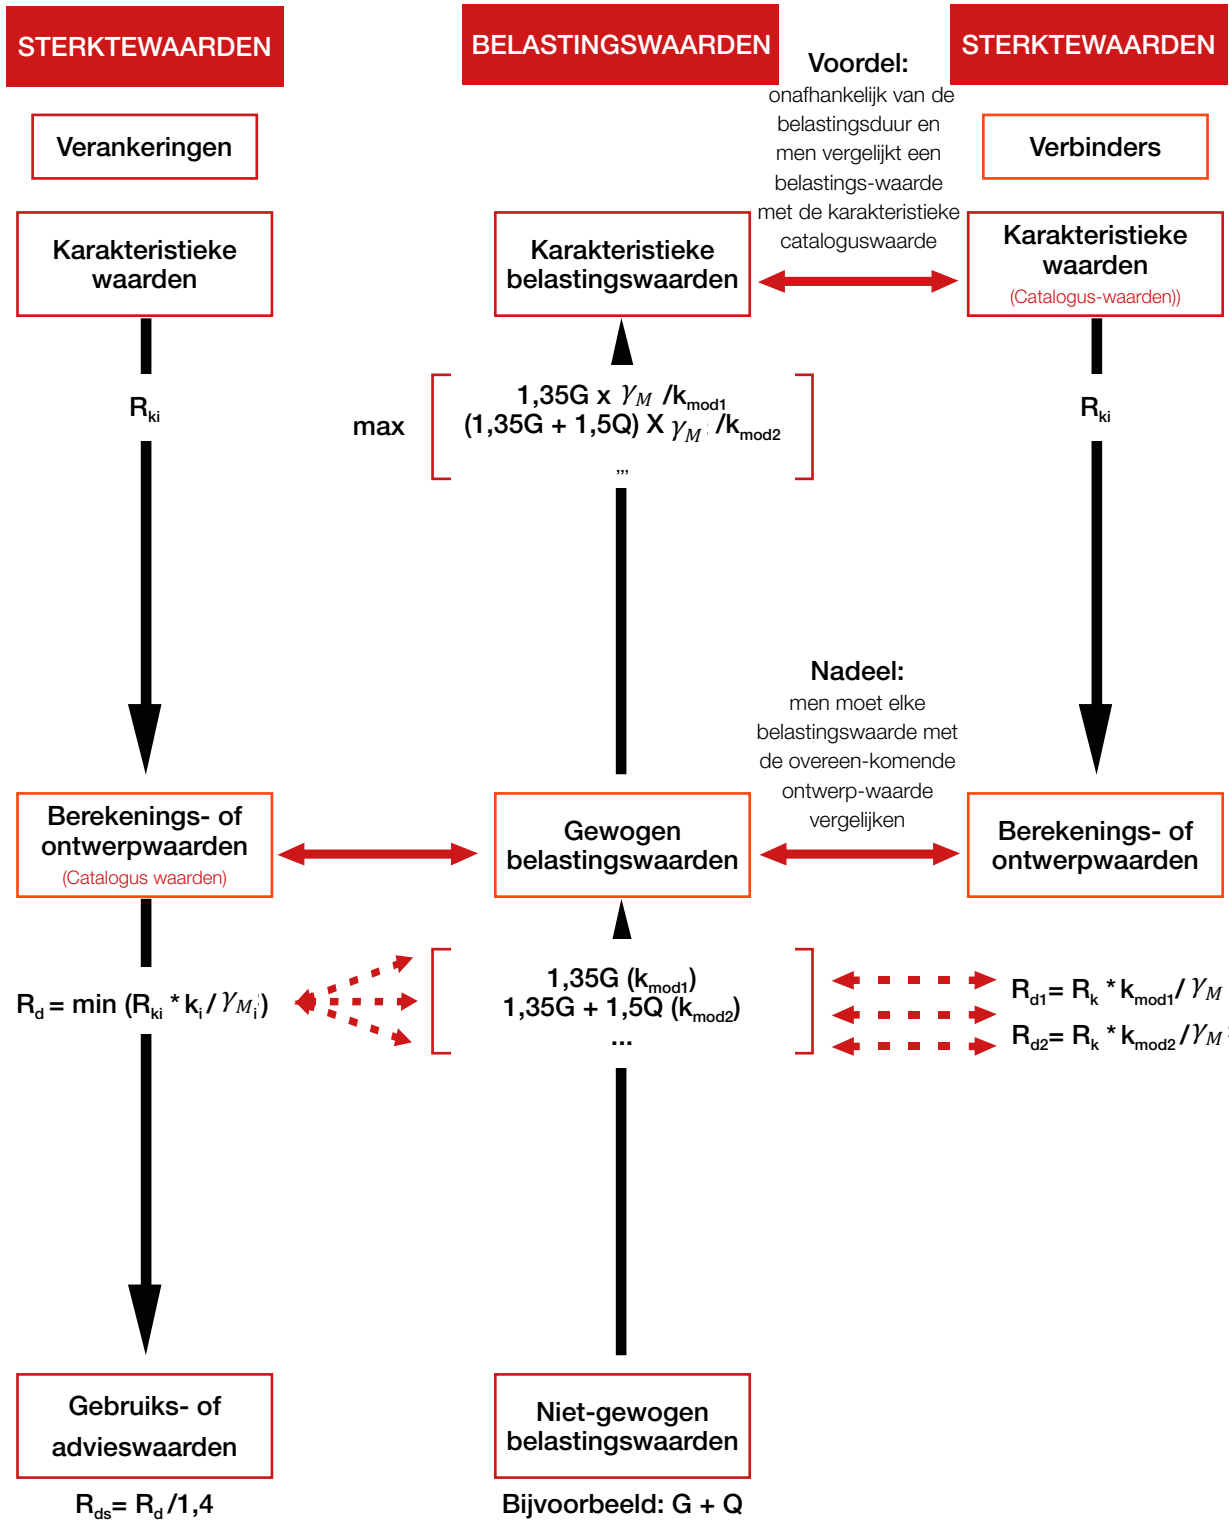 STERKTEWAARDEN
BELASTINGSWAARDEN
STERKTEWAARDEN
Voordel:
onafhankelijk van de
belastingsduur en
men vergelijkt een
belastings-waarde
met de karakteristieke
cataloguswaarde
Verankeringen
Verbinders
Karakteristieke
waarden
Karakteristieke
belastingswaarden
Karakteristieke
waarden
(Catalogus-waarden))
R_ki
max
1,35G x γ_M /k_mod1
(1,35G + 1,5Q) X γ_M /k_mod2
,,,
R_ki
Nadeel:
men moet elke
belastingswaarde met
de overeen-komende
ontwerp-waarde
vergelijken
Berekenings- of
ontwerpwaarden
(Catalogus waarden)
Gewogen
belastingswaarden
Berekenings- of
ontwerpwaarden
R_d = min (R_ki * k_i / γ_Mi)
1,35G (k_mod1)
1,35G + 1,5Q (k_mod2)
...
R_d1 = R_k * k_mod1 / γ_M
R_d2 = R_k * k_mod2 / γ_M
Gebruiks- of
advieswaarden
Niet-gewogen
belastingswaarden
R_ds = R_d /1,4
Bijvoorbeeld: G + Q